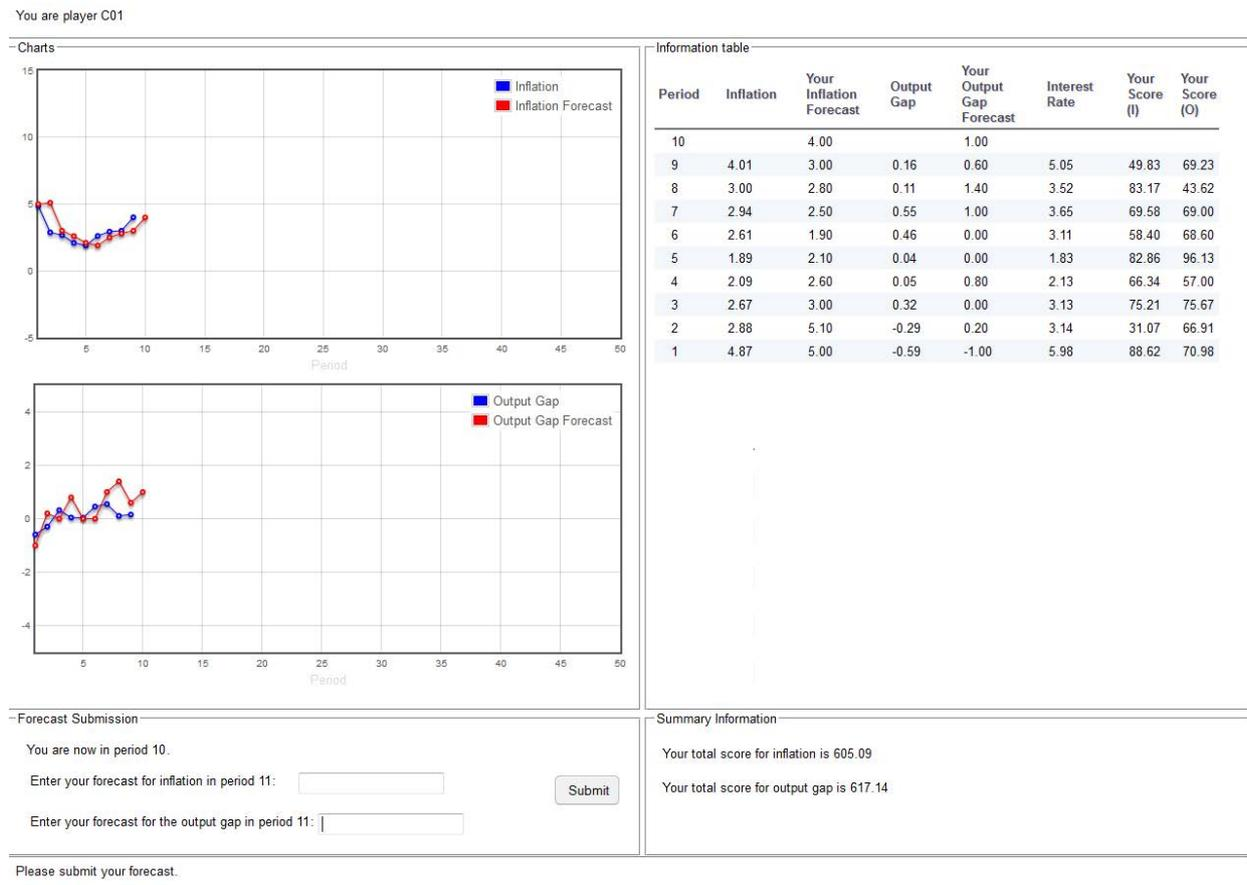 You are player C01
Charts
15
10
5
0
-5
Inflation
Inflation Forecast
5 10 15 20 25 30 35 40 45 50
Period
4
2
0
-2
-4
Output Gap
Output Gap Forecast
5 10 15 20 25 30 35 40 45 50
Period
Information table
Period Inflation Your Inflation Forecast Output Gap Your Output Gap Forecast Interest Rate Your Score (I) Your Score (O)
10 4.00 1.00
9 4.01 3.00 0.16 0.60 5.05 49.83 69.23
8 3.00 2.80 0.11 1.40 3.52 83.17 43.62
7 2.94 2.50 0.55 1.00 3.65 69.58 69.00
6 2.61 1.90 0.46 0.00 3.11 58.40 68.60
5 1.89 2.10 0.04 0.00 1.83 82.86 96.13
4 2.09 2.60 0.05 0.80 2.13 66.34 57.00
3 2.67 3.00 0.32 0.00 3.13 75.21 75.67
2 2.88 5.10 -0.29 0.20 3.14 31.07 66.91
1 4.87 5.00 -0.59 -1.00 5.98 88.62 70.98
Forecast Submission
You are now in period 10.
Enter your forecast for inflation in period 11:
Submit
Enter your forecast for the output gap in period 11:
Summary Information
Your total score for inflation is 605.09
Your total score for output gap is 617.14
Please submit your forecast.